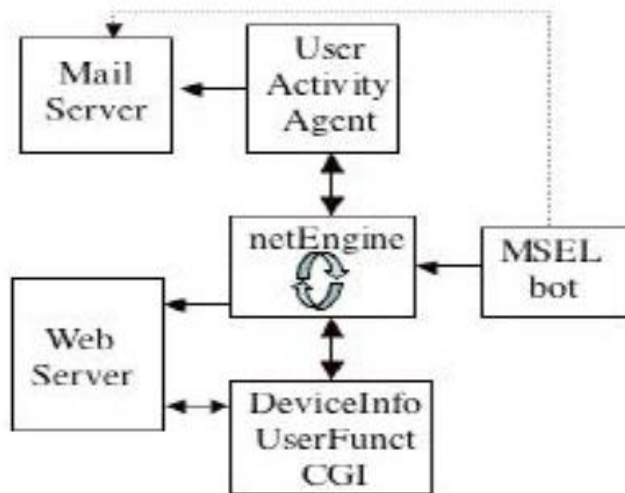 Mail
Server
User
Activity
Agent
netEngine
MSEL
bot
Web
Server
DeviceInfo
UserFunct
CGI